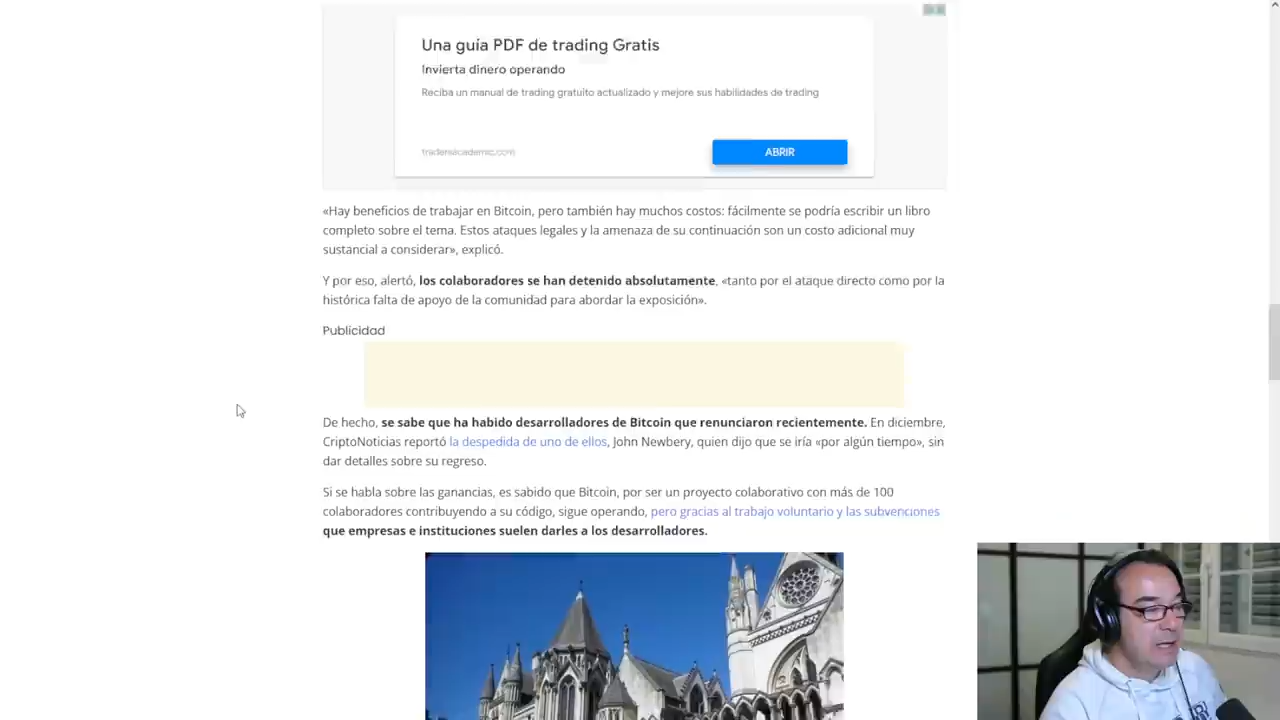 Una guía PDF de trading Gratis
Invierta dinero operando
Reciba un manual de trading gratuito actualizado y mejore sus habilidades de trading
tradersacademic.com
ABRIR
«Hay beneficios de trabajar en Bitcoin, pero también hay muchos costos: fácilmente se podría escribir un libro
completo sobre el tema. Estos ataques legales y la amenaza de su continuación son un costo adicional muy
sustancial a considerar», explicó.
Y por eso, alertó, los colaboradores se han detenido absolutamente, «tanto por el ataque directo como por la
histórica falta de apoyo de la comunidad para abordar la exposición».
Publicidad
De hecho, se sabe que ha habido desarrolladores de Bitcoin que renunciaron recientemente. En diciembre,
CriptoNoticias reportó la despedida de uno de ellos, John Newbery, quien dijo que se iría «por algún tiempo», sin
dar detalles sobre su regreso.
Si se habla sobre las ganancias, es sabido que Bitcoin, por ser un proyecto colaborativo con más de 100
colaboradores contribuyendo a su código, sigue operando, pero gracias al trabajo voluntario y las subvenciones
que empresas e instituciones suelen darles a los desarrolladores.